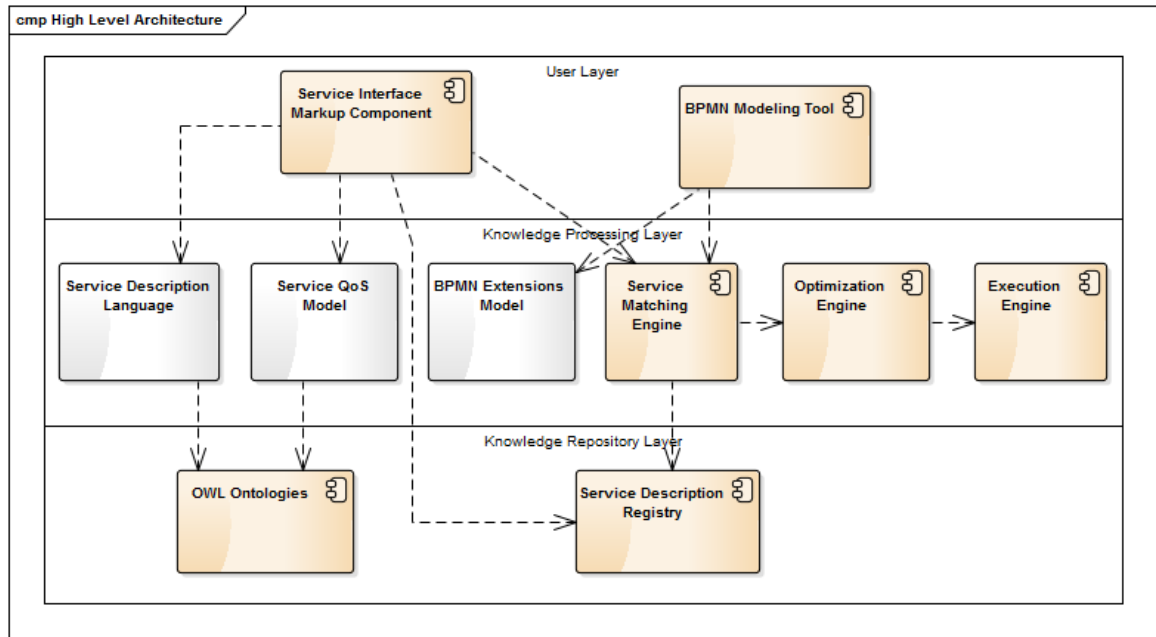 cmp High Level Architecture
User Layer
Service Interface
Markup Component
BPMN Modeling Tool
Knowledge Processing Layer
Service Description
Language
Service QoS
Model
BPMN Extensions
Model
Service
Matching
Engine
Optimization
Engine
Execution
Engine
Knowledge Repository Layer
OWL Ontologies
Service Description
Registry